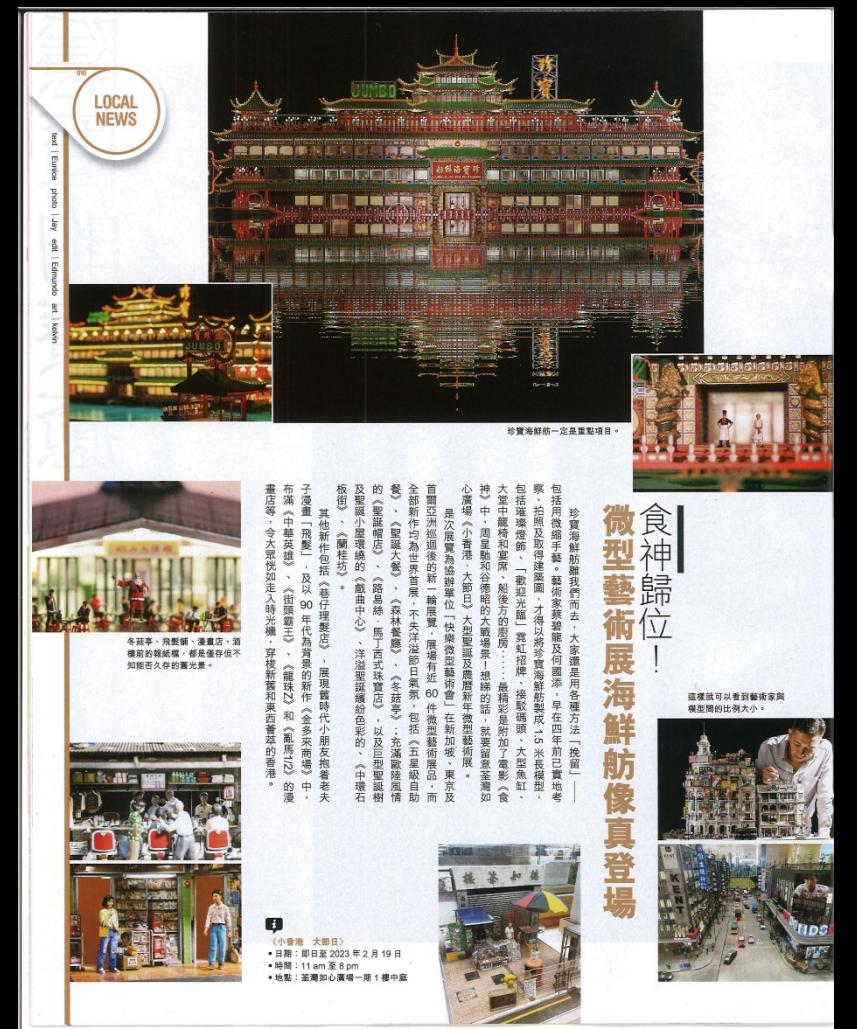 010
LOCAL
NEWS
text｜Eunice photo｜Jay edit｜Edmundo art｜kelvin
JUMBO
珍寶
珍寶海鮮舫
JUMBO
珍寶海鮮舫一定是重點項目。
食神歸位！
微型藝術展海鮮舫像真登場
珍寶海鮮舫離我們而去，大家還是用各種方法「挽留」——
包括用微縮手藝。藝術家蔡碧龍及何國添，早在四年前已實地考
察、拍照及取得建築圖，才得以將珍寶海鮮舫製成 1.5 米長模型，
包括璀璨燈飾、「歡迎光臨」霓虹招牌、接駁碼頭、大型魚缸、
大堂中龍椅和宴席、船後方的廚房……最精彩是附加了電影《食
神》中，周星馳和谷德昭的大戰場景！想睇的話，就要留意荃灣如
心廣場《小香港．大節日》大型聖誕及農曆新年微型藝術展。
是次展覽為協辦單位「快樂微型藝術會」在新加坡、東京及
首爾亞洲巡迴後的新一輪展覽，展場有近 60 件微型藝術展品，而
全部新作均為世界首展，不失洋溢節日氣氛，包括《五星級自助
餐》、《聖誕大餐》、《森林餐廳》、《冬菇亭》；充滿歐陸風情
的《聖誕帽店》、《路易絲．馬丁西式珠寶店》，以及巨型聖誕樹
及聖誕小屋環繞的《戲曲中心》、洋溢聖誕繽紛色彩的、《中環石
板街》、《蘭桂坊》。
其他新作包括《巷仔理髮店》，展現舊時代小朋友抱着老夫
子漫畫「飛髮」，及以 90 年代為背景的新作《金多來商場》中，
布滿《中華英雄》、《街頭霸王》、《龍珠Z》和《亂馬1/2》的漫
畫店等，令大眾恍如走入時光機，穿梭新舊和東西薈萃的香港。
冬菇亭、飛髮舖、漫畫店、酒
樓前的報紙檔，都是僅存但不
知能否久存的舊光景。
這樣就可以看到藝術家與
模型間的比例大小。
KENT
樓茶如德
《小香港 大節日》
• 日期：即日至 2023 年 2 月 19 日
• 時間：11 am 至 8 pm
• 地點：荃灣如心廣場一期 1 樓中庭